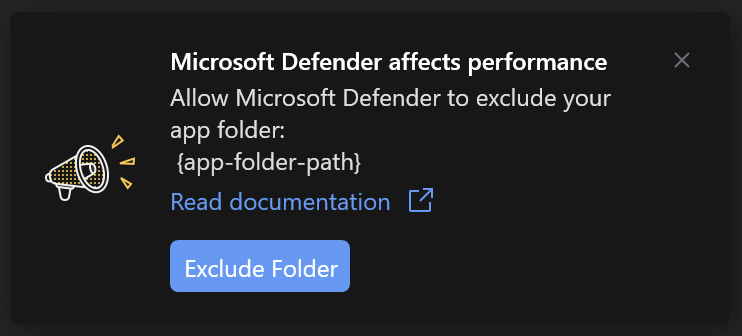 Microsoft Defender affects performance
Allow Microsoft Defender to exclude your
app folder:
{app-folder-path}
Read documentation
Exclude Folder